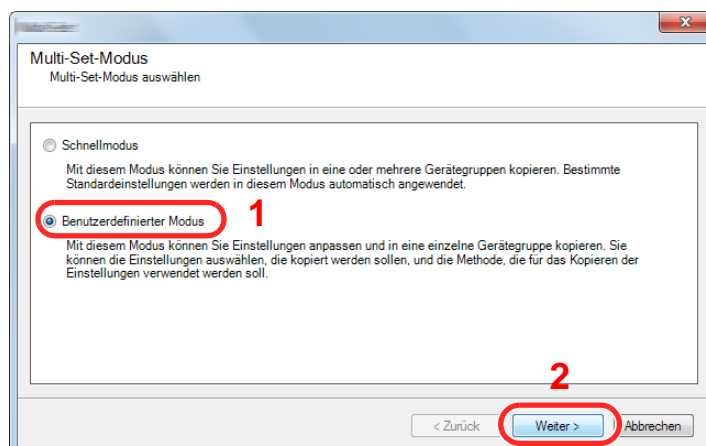 Multi-Set-Modus
Multi-Set-Modus auswählen
Schnellmodus
Mit diesem Modus können Sie Einstellungen in eine oder mehrere Gerätegruppen kopieren. Bestimmte
Standardeinstellungen werden in diesem Modus automatisch angewendet.
Benutzerdefinierter Modus 1
Mit diesem Modus können Sie Einstellungen anpassen und in eine einzelne Gerätegruppe kopieren. Sie
können die Einstellungen auswählen, die kopiert werden sollen, und die Methode, die für das Kopieren der
Einstellungen verwendet werden soll.
2
< Zurück Weiter > Abbrechen